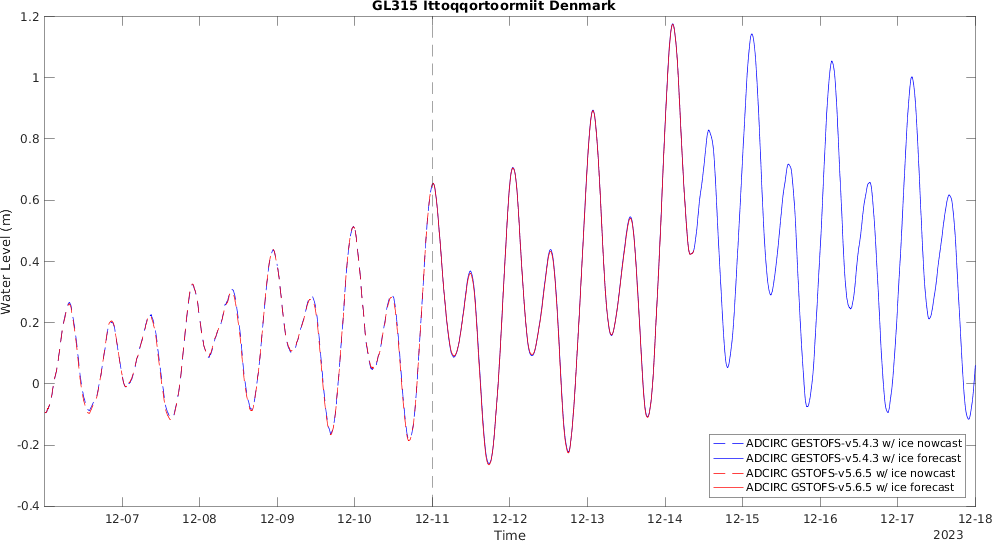 GL315 Ittoqqortoormiit Denmark
1.2
1
0.8
0.6
0.4
0.2
0
-0.2
-0.4
Water Level (m)
ADCIRC GESTOFS-v5.4.3 w/ ice nowcast
ADCIRC GESTOFS-v5.4.3 w/ ice forecast
ADCIRC GSTOFS-v5.6.5 w/ ice nowcast
ADCIRC GSTOFS-v5.6.5 w/ ice forecast
12-07 12-08 12-09 12-10 12-11 12-12 12-13 12-14 12-15 12-16 12-17 12-18
Time
2023